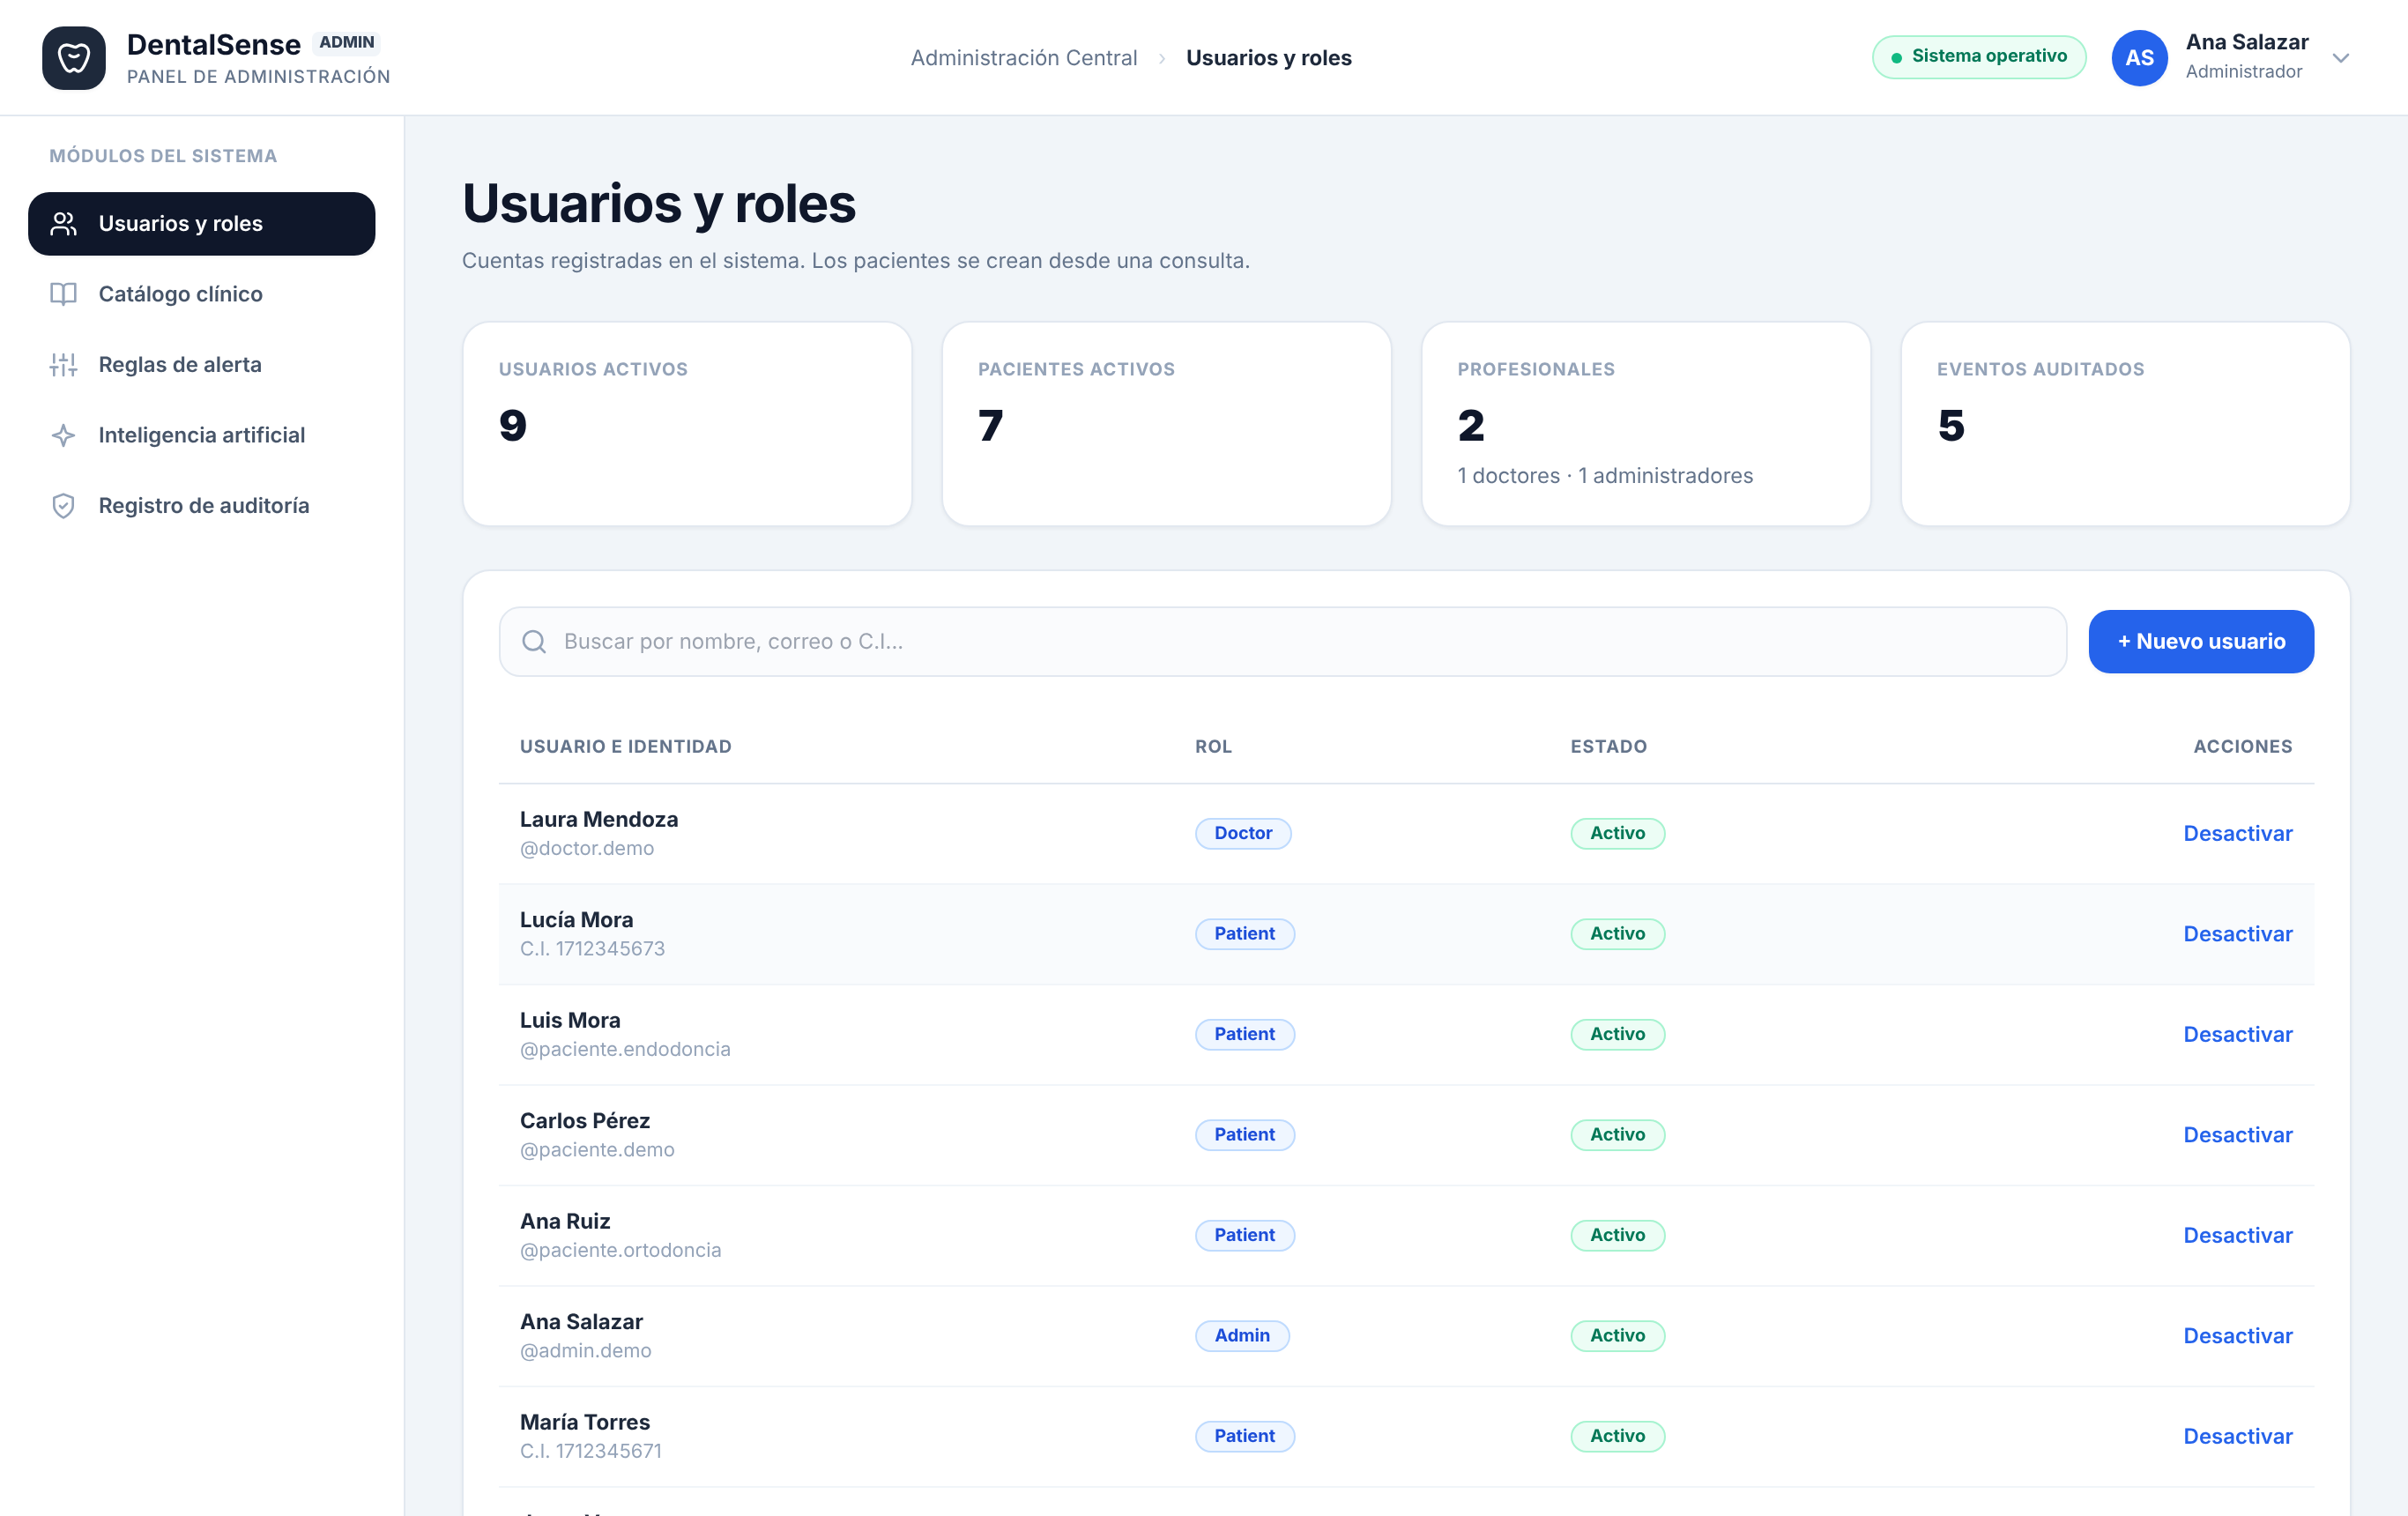 DentalSense ADMIN
PANEL DE ADMINISTRACIÓN
Administración Central › Usuarios y roles
Sistema operativo
AS
Ana Salazar
Administrador
MÓDULOS DEL SISTEMA
Usuarios y roles
Catálogo clínico
Reglas de alerta
Inteligencia artificial
Registro de auditoría
Usuarios y roles
Cuentas registradas en el sistema. Los pacientes se crean desde una consulta.
USUARIOS ACTIVOS
9
PACIENTES ACTIVOS
7
PROFESIONALES
2
1 doctores · 1 administradores
EVENTOS AUDITADOS
5
Buscar por nombre, correo o C.I...
+ Nuevo usuario
USUARIO E IDENTIDAD ROL ESTADO ACCIONES
Laura Mendoza
@doctor.demo
Doctor Activo Desactivar
Lucía Mora
C.I. 1712345673
Patient Activo Desactivar
Luis Mora
@paciente.endodoncia
Patient Activo Desactivar
Carlos Pérez
@paciente.demo
Patient Activo Desactivar
Ana Ruiz
@paciente.ortodoncia
Patient Activo Desactivar
Ana Salazar
@admin.demo
Admin Activo Desactivar
María Torres
C.I. 1712345671
Patient Activo Desactivar